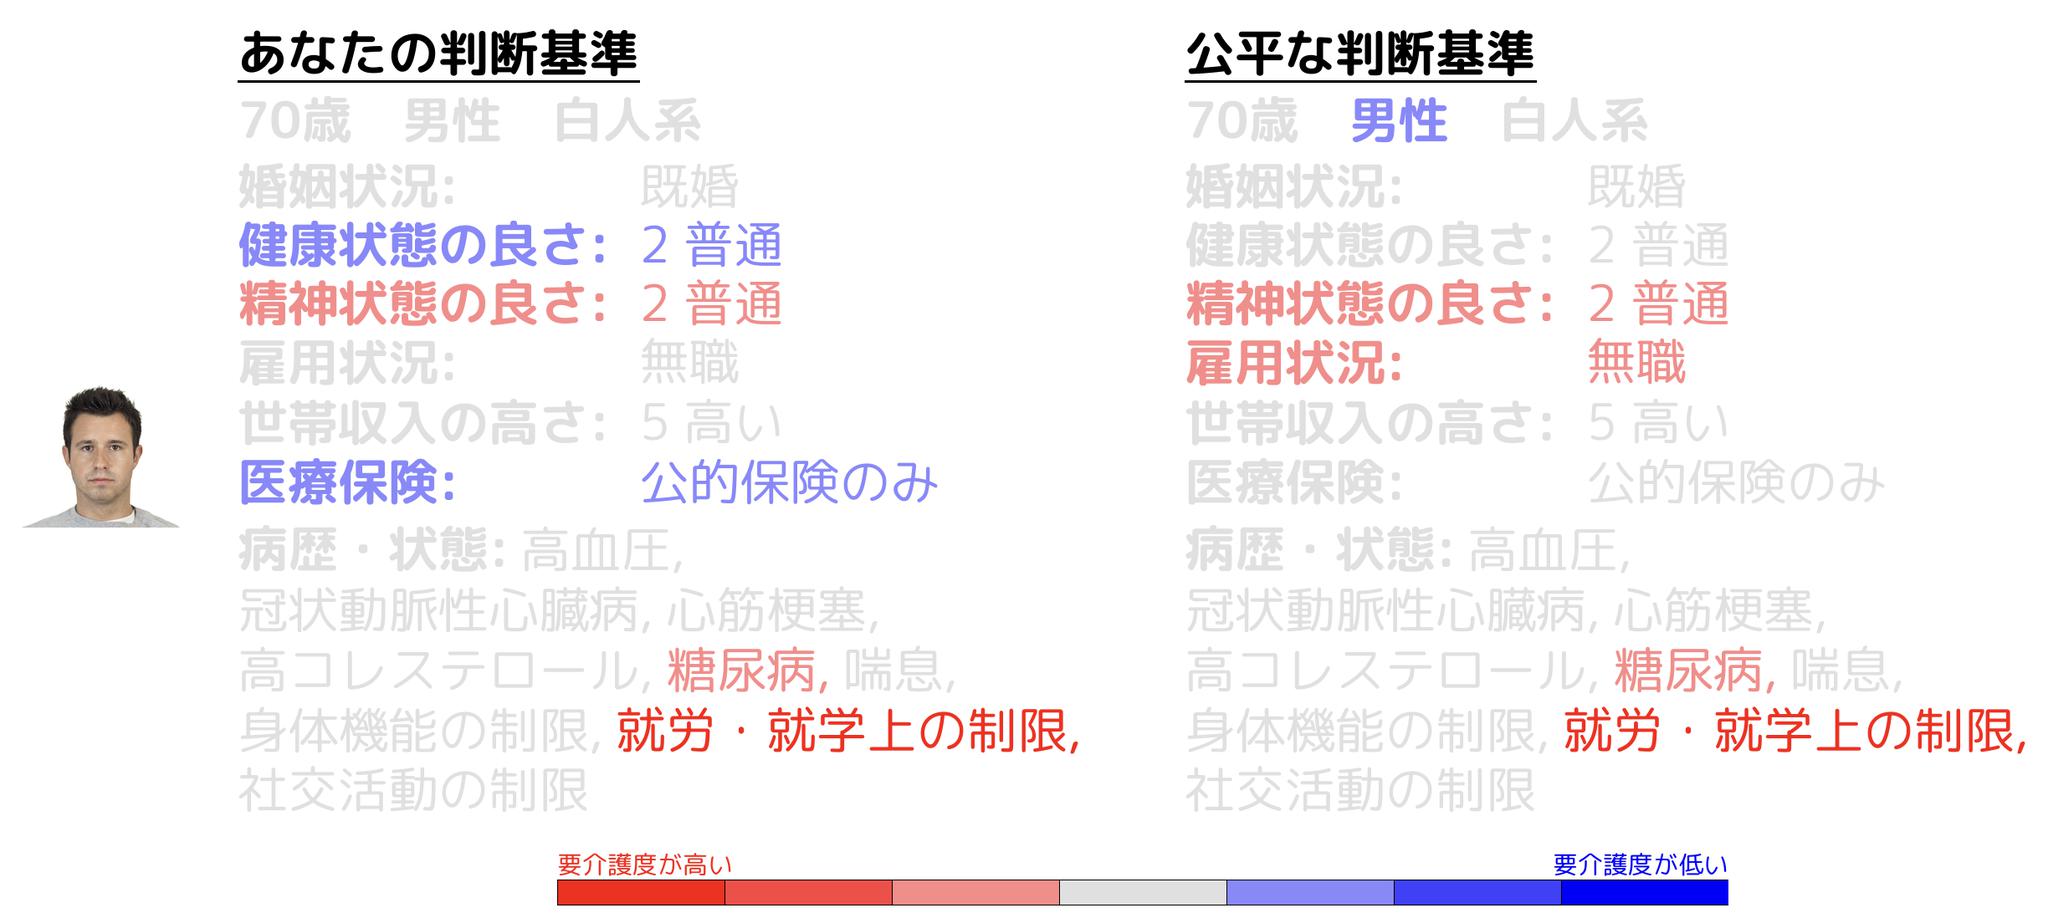 あなたの判断基準
70歳 男性 白人系
婚姻状況: 既婚
健康状態の良さ: 2 普通
精神状態の良さ: 2 普通
雇用状況: 無職
世帯収入の高さ: 5 高い
医療保険: 公的保険のみ
病歴・状態: 高血圧,
冠状動脈性心臓病, 心筋梗塞,
高コレステロール, 糖尿病, 喘息,
身体機能の制限, 就労・就学上の制限,
社交活動の制限
公平な判断基準
70歳 男性 白人系
婚姻状況: 既婚
健康状態の良さ: 2 普通
精神状態の良さ: 2 普通
雇用状況: 無職
世帯収入の高さ: 5 高い
医療保険: 公的保険のみ
病歴・状態: 高血圧,
冠状動脈性心臓病, 心筋梗塞,
高コレステロール, 糖尿病, 喘息,
身体機能の制限, 就労・就学上の制限,
社交活動の制限
要介護度が高い
要介護度が低い